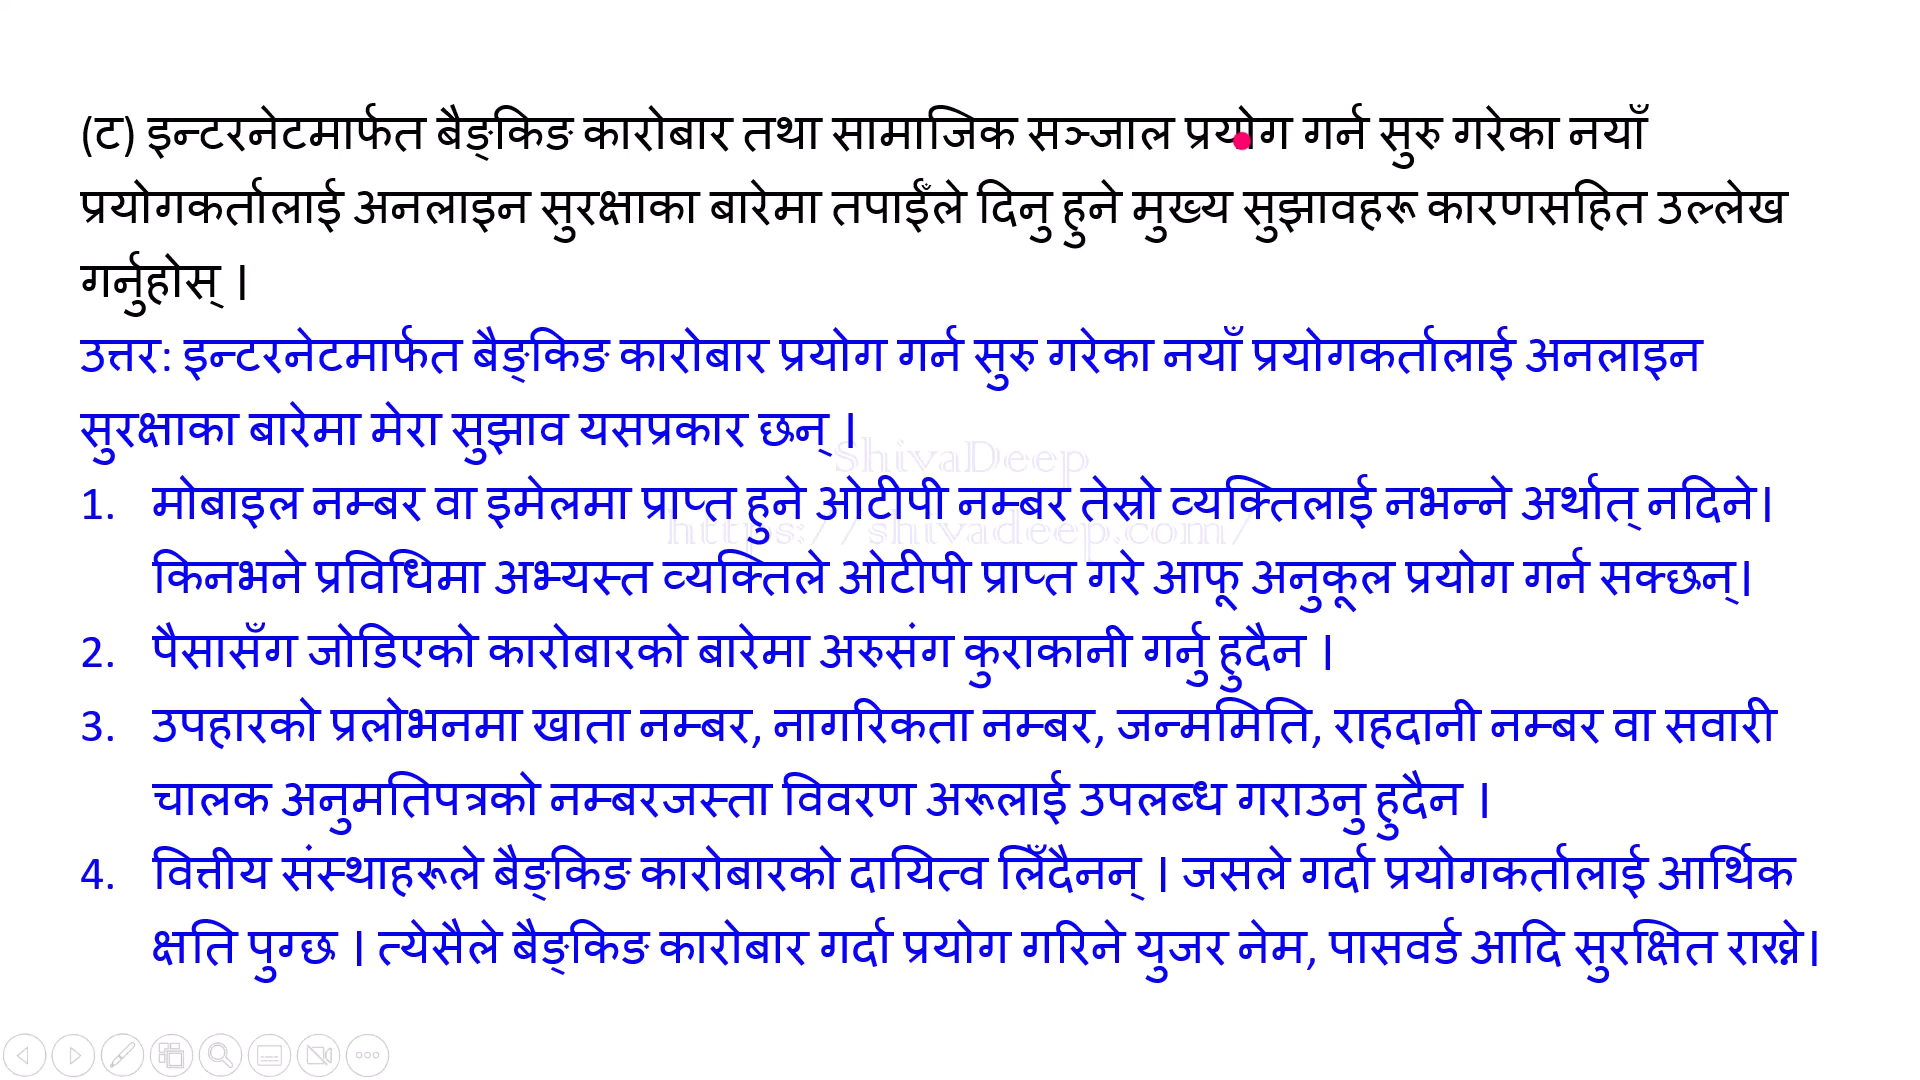 (ट) इन्टरनेटमार्फत बैङ्किङ कारोबार तथा सामाजिक सञ्जाल प्रयोग गर्न सुरु गरेका नयाँ
प्रयोगकर्तालाई अनलाइन सुरक्षाका बारेमा तपाईँले दिनु हुने मुख्य सुझावहरू कारणसहित उल्लेख
गर्नुहोस् ।
उत्तर: इन्टरनेटमार्फत बैङ्किङ कारोबार प्रयोग गर्न सुरु गरेका नयाँ प्रयोगकर्तालाई अनलाइन
सुरक्षाका बारेमा मेरा सुझाव यसप्रकार छन् ।
ShivaDeep
1. मोबाइल नम्बर वा इमेलमा प्राप्त हुने ओटीपी नम्बर तेस्रो व्यक्तिलाई नभन्ने अर्थात् नदिने।
https://shivadeep.com/
किनभने प्रविधिमा अभ्यस्त व्यक्तिले ओटीपी प्राप्त गरे आफू अनुकूल प्रयोग गर्न सक्छन्।
2. पैसासँग जोडिएको कारोबारको बारेमा अरुसंग कुराकानी गर्नु हुदैन ।
3. उपहारको प्रलोभनमा खाता नम्बर, नागरिकता नम्बर, जन्ममिति, राहदानी नम्बर वा सवारी
चालक अनुमतिपत्रको नम्बरजस्ता विवरण अरूलाई उपलब्ध गराउनु हुदैन ।
4. वित्तीय संस्थाहरूले बैङ्किङ कारोबारको दायित्व लिँदैनन् । जसले गर्दा प्रयोगकर्तालाई आर्थिक
क्षति पुग्छ । त्येसैले बैङ्किङ कारोबार गर्दा प्रयोग गरिने युजर नेम, पासवर्ड आदि सुरक्षित राख्ने।